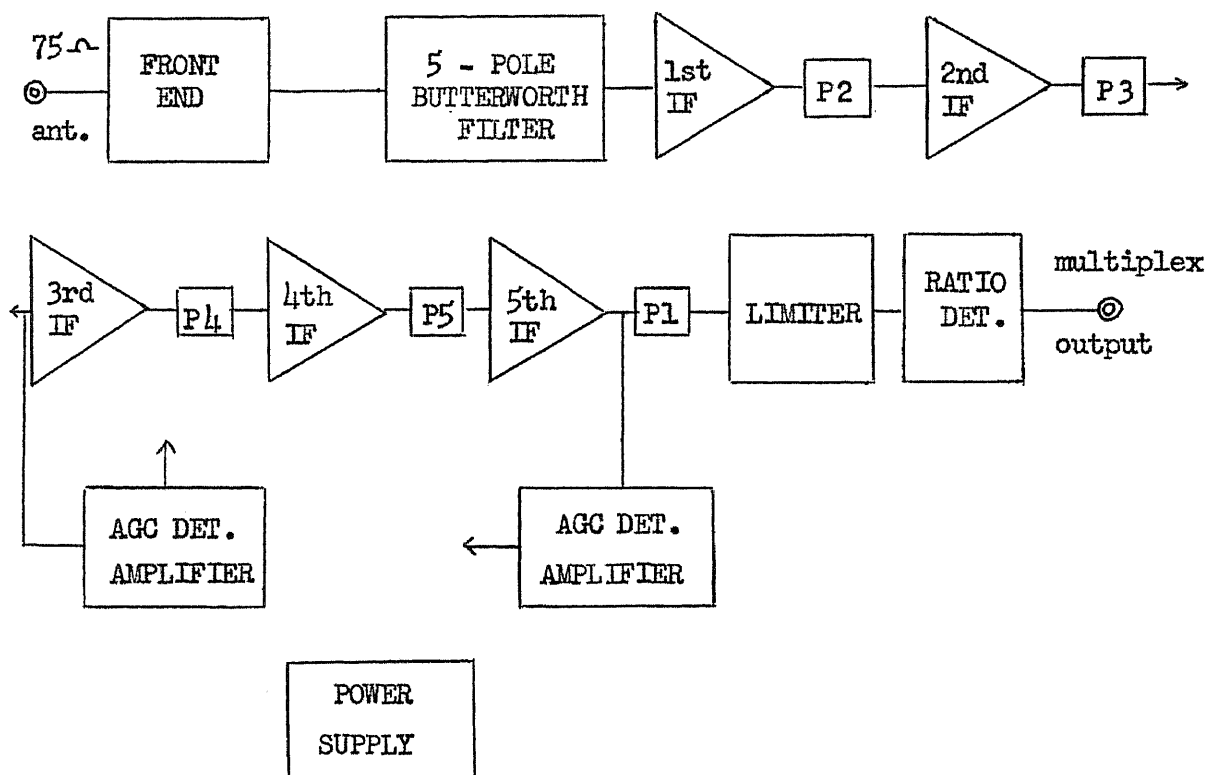 75Ω
ant.
FRONT
END
5 - POLE
BUTTERWORTH
FILTER
1st
IF
P2
2nd
IF
P3
3rd
IF
P4
4th
IF
P5
5th
IF
P1
LIMITER
RATIO
DET.
multiplex
output
AGC DET.
AMPLIFIER
AGC DET.
AMPLIFIER
POWER
SUPPLY